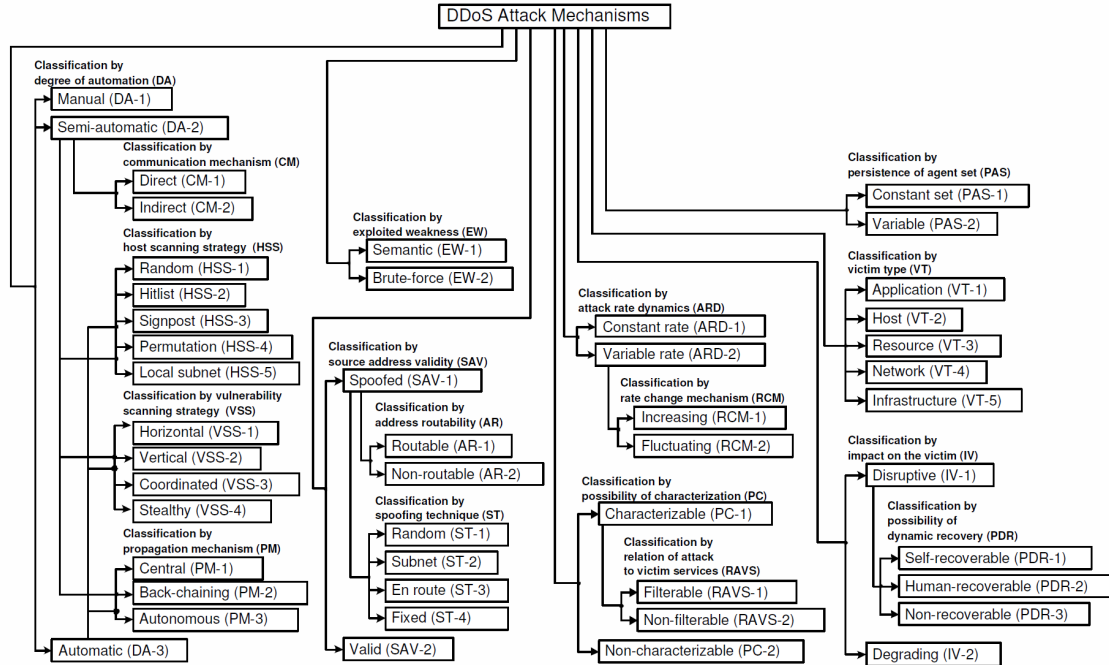 DDoS Attack Mechanisms
Classification by
degree of automation (DA)
Manual (DA-1)
Semi-automatic (DA-2)
Classification by
communication mechanism (CM)
Direct (CM-1)
Indirect (CM-2)
Classification by
host scanning strategy (HSS)
Random (HSS-1)
Hitlist (HSS-2)
Signpost (HSS-3)
Permutation (HSS-4)
Local subnet (HSS-5)
Classification by vulnerability
scanning strategy (VSS)
Horizontal (VSS-1)
Vertical (VSS-2)
Coordinated (VSS-3)
Stealthy (VSS-4)
Classification by
propagation mechanism (PM)
Central (PM-1)
Back-chaining (PM-2)
Autonomous (PM-3)
Automatic (DA-3)
Classification by
exploited weakness (EW)
Semantic (EW-1)
Brute-force (EW-2)
Classification by
source address validity (SAV)
Spoofed (SAV-1)
Classification by
address routability (AR)
Routable (AR-1)
Non-routable (AR-2)
Classification by
spoofing technique (ST)
Random (ST-1)
Subnet (ST-2)
En route (ST-3)
Fixed (ST-4)
Valid (SAV-2)
Classification by
attack rate dynamics (ARD)
Constant rate (ARD-1)
Variable rate (ARD-2)
Classification by
rate change mechanism (RCM)
Increasing (RCM-1)
Fluctuating (RCM-2)
Classification by
possibility of characterization (PC)
Characterizable (PC-1)
Classification by
relation of attack
to victim services (RAVS)
Filterable (RAVS-1)
Non-filterable (RAVS-2)
Non-characterizable (PC-2)
Classification by
persistence of agent set (PAS)
Constant set (PAS-1)
Variable (PAS-2)
Classification by
victim type (VT)
Application (VT-1)
Host (VT-2)
Resource (VT-3)
Network (VT-4)
Infrastructure (VT-5)
Classification by
impact on the victim (IV)
Disruptive (IV-1)
Classification by
possibility of
dynamic recovery (PDR)
Self-recoverable (PDR-1)
Human-recoverable (PDR-2)
Non-recoverable (PDR-3)
Degrading (IV-2)